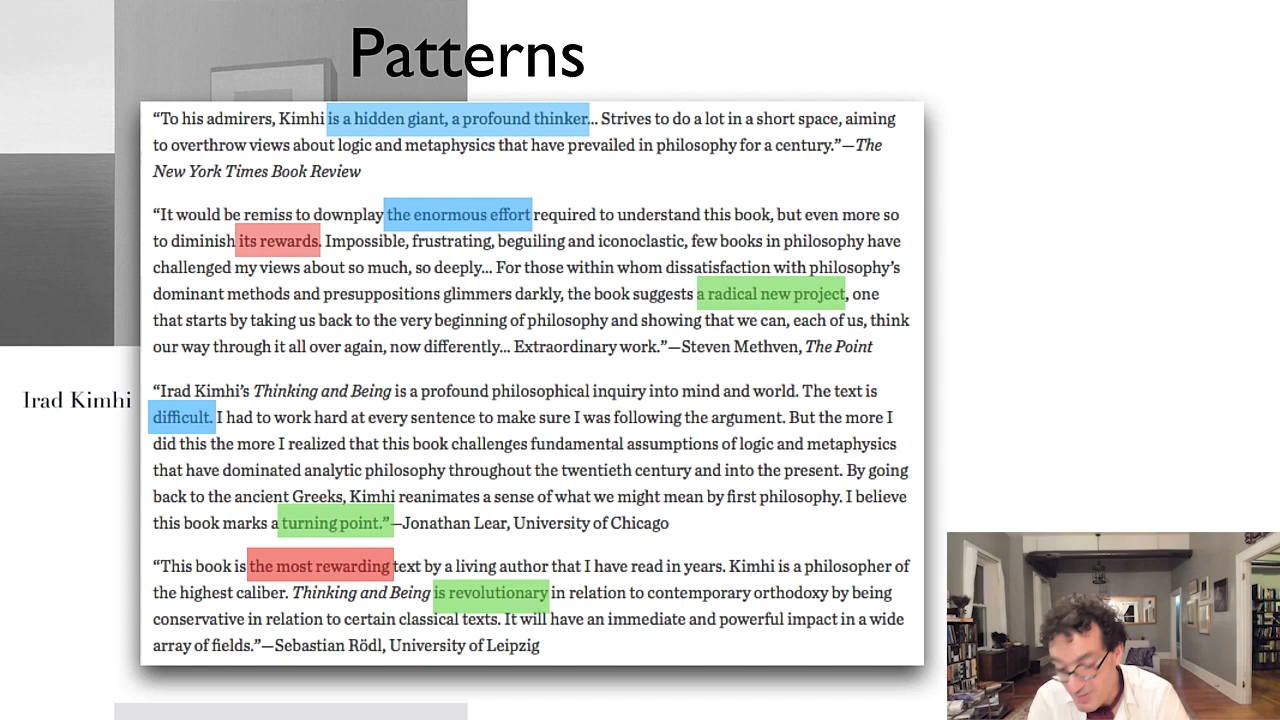 Patterns
“To his admirers, Kimhi is a hidden giant, a profound thinker... Strives to do a lot in a short space, aiming
to overthrow views about logic and metaphysics that have prevailed in philosophy for a century.”—The
New York Times Book Review
“It would be remiss to downplay the enormous effort required to understand this book, but even more so
to diminish its rewards. Impossible, frustrating, beguiling and iconoclastic, few books in philosophy have
challenged my views about so much, so deeply... For those within whom dissatisfaction with philosophy’s
dominant methods and presuppositions glimmers darkly, the book suggests a radical new project, one
that starts by taking us back to the very beginning of philosophy and showing that we can, each of us, think
our way through it all over again, now differently... Extraordinary work.”—Steven Methven, The Point
“Irad Kimhi’s Thinking and Being is a profound philosophical inquiry into mind and world. The text is
difficult. I had to work hard at every sentence to make sure I was following the argument. But the more I
did this the more I realized that this book challenges fundamental assumptions of logic and metaphysics
that have dominated analytic philosophy throughout the twentieth century and into the present. By going
back to the ancient Greeks, Kimhi reanimates a sense of what we might mean by first philosophy. I believe
this book marks a turning point.”—Jonathan Lear, University of Chicago
“This book is the most rewarding text by a living author that I have read in years. Kimhi is a philosopher of
the highest caliber. Thinking and Being is revolutionary in relation to contemporary orthodoxy by being
conservative in relation to certain classical texts. It will have an immediate and powerful impact in a wide
array of fields.”—Sebastian Rödl, University of Leipzig
Irad Kimhi